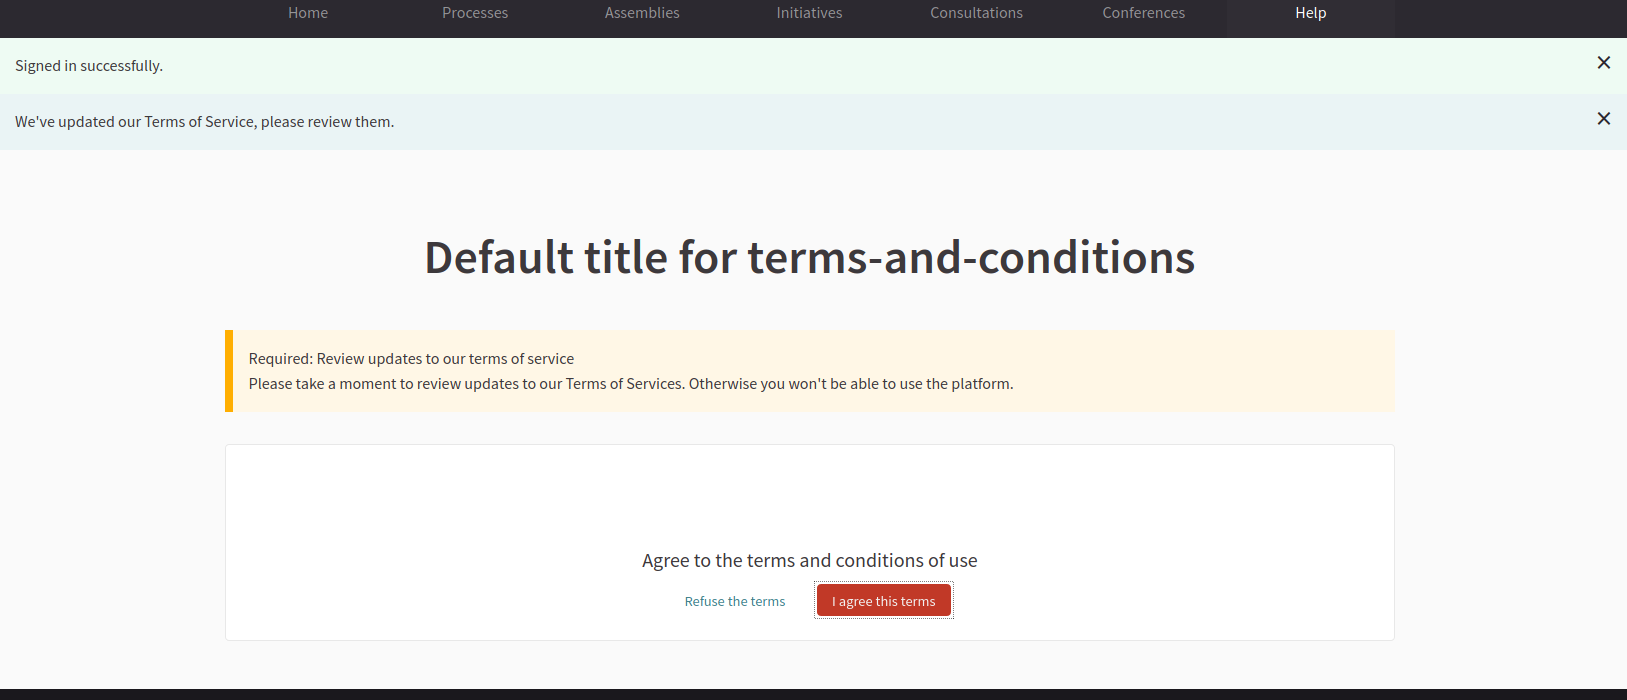 Home Processes Assemblies Initiatives Consultations Conferences Help
Signed in successfully.
We've updated our Terms of Service, please review them.
Default title for terms-and-conditions
Required: Review updates to our terms of service
Please take a moment to review updates to our Terms of Services. Otherwise you won't be able to use the platform.
Agree to the terms and conditions of use
Refuse the terms I agree this terms